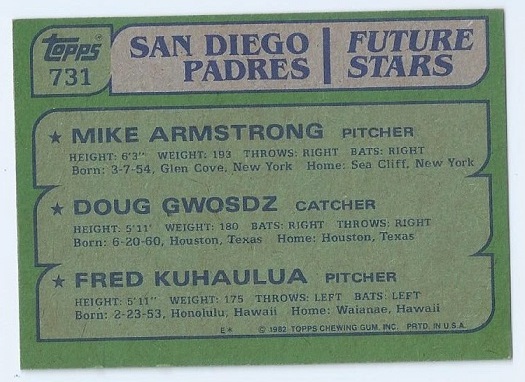 topps
731
SAN DIEGO PADRES | FUTURE STARS
★ MIKE ARMSTRONG PITCHER
HEIGHT: 6'3" WEIGHT: 193 THROWS: RIGHT BATS: RIGHT
Born: 3-7-54, Glen Cove, New York Home: Sea Cliff, New York
★ DOUG GWOSDZ CATCHER
HEIGHT: 5'11' WEIGHT: 180 BATS: RIGHT THROWS: RIGHT
Born: 6-20-60, Houston, Texas Home: Houston, Texas
★ FRED KUHAULUA PITCHER
HEIGHT: 5'11" WEIGHT: 175 THROWS: LEFT BATS: LEFT
Born: 2-23-53, Honolulu, Hawaii Home: Waianae, Hawaii
E* © 1982 TOPPS CHEWING GUM, INC. PRTD. IN U.S.A.